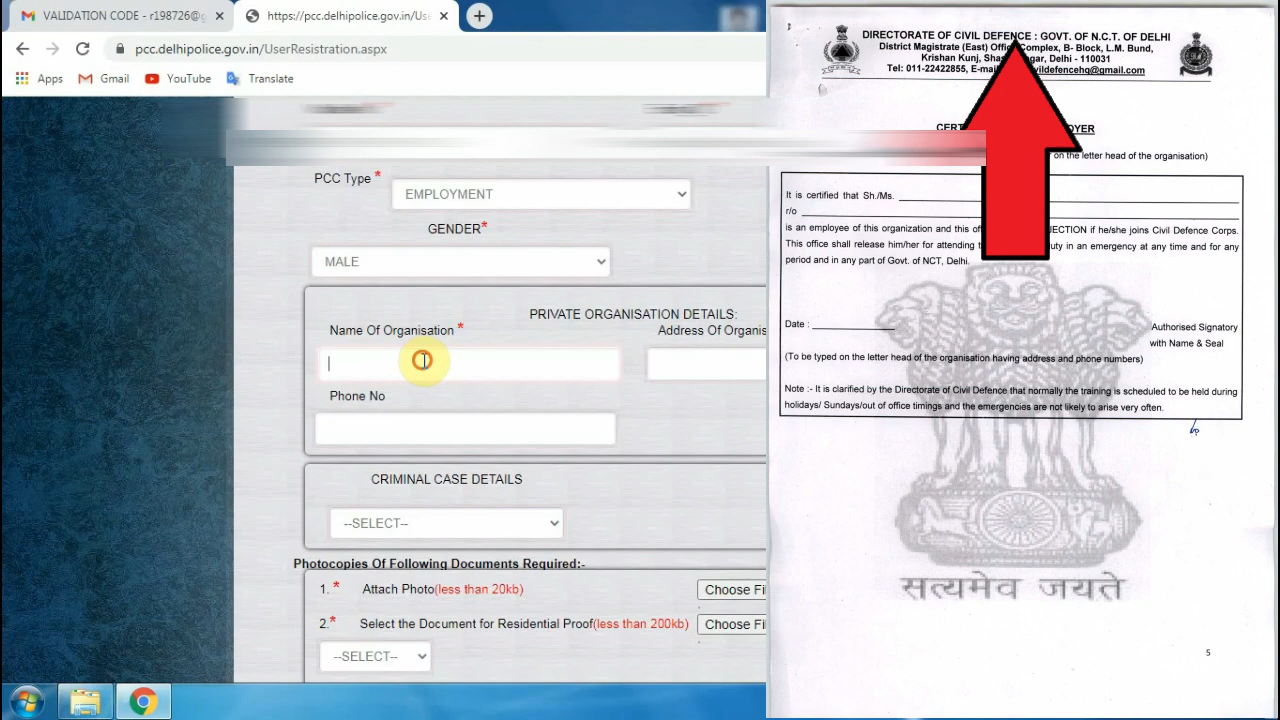 VALIDATION CODE - r198726@g
https://pcc.delhipolice.gov.in/Use
pcc.delhipolice.gov.in/UserResistration.aspx
Apps
Gmail
YouTube
Translate
PCC Type *
EMPLOYMENT
GENDER*
MALE
PRIVATE ORGANISATION DETAILS:
Name Of Organisation *
Address Of Organis
Phone No
CRIMINAL CASE DETAILS
--SELECT--
Photocopies Of Following Documents Required:-
1. * Attach Photo(less than 20kb)
Choose Fi
2.* Select the Document for Residential Proof(less than 200kb)
Choose Fi
--SELECT--
DIRECTORATE OF CIVIL DEFENCE : GOVT. OF N.C.T. OF DELHI
District Magistrate (East) Office Complex, B- Block, L.M. Bund,
Krishan Kunj, Delhi - 110031
Tel: 011-22422855, ivildefencehq@gmail.com
on the letter head of the organisation)
It is certified that Sh./Ms.
r/o
is an employee of this organization and this if he/she joins Civil Defence Corps.
This office shall release him/her for attending in an emergency at any time and for any
period and in any part of Govt. of NCT, Delhi.
Date :
Authorised Signatory
with Name & Seal
(To be typed on the letter head of the organisation having address and phone numbers)
Note :- It is clarified by the Directorate of Civil Defence that normally the training is scheduled to be held during
holidays/ Sundays/out of office timings and the emergencies are not likely to arise very often.
सत्यमेव जयते
5